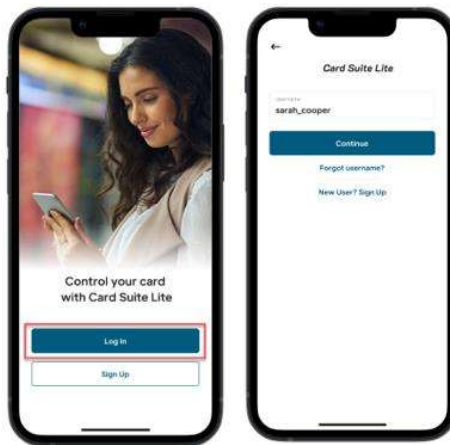 Control your card
with Card Suite Lite
Log In
Sign Up
Card Suite Lite
Username
sarah_cooper
Continue
Forgot username?
New User? Sign Up